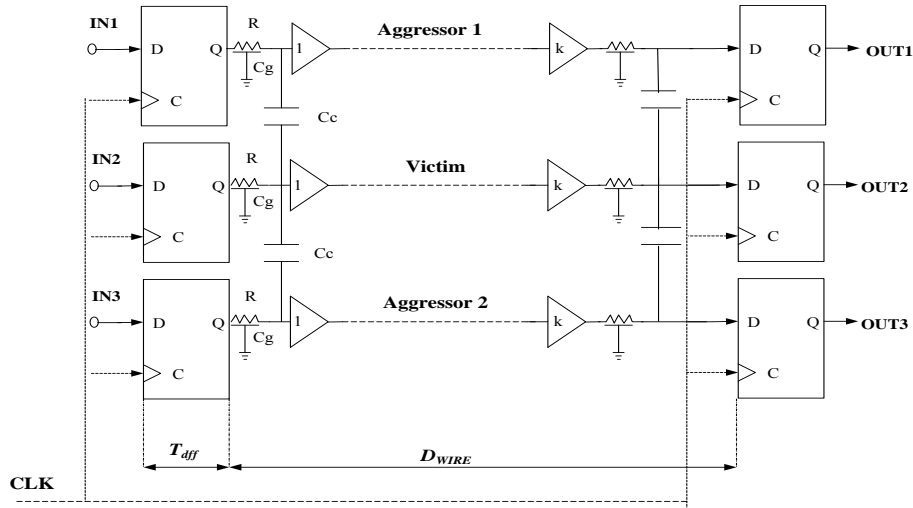 IN1
D
Q
C
R
Cg
1
Aggressor 1
k
D
Q
C
OUT1
Cc
IN2
D
Q
C
R
Cg
1
Victim
k
D
Q
C
OUT2
Cc
IN3
D
Q
C
R
Cg
1
Aggressor 2
k
D
Q
C
OUT3
Tdff
DWIRE
CLK